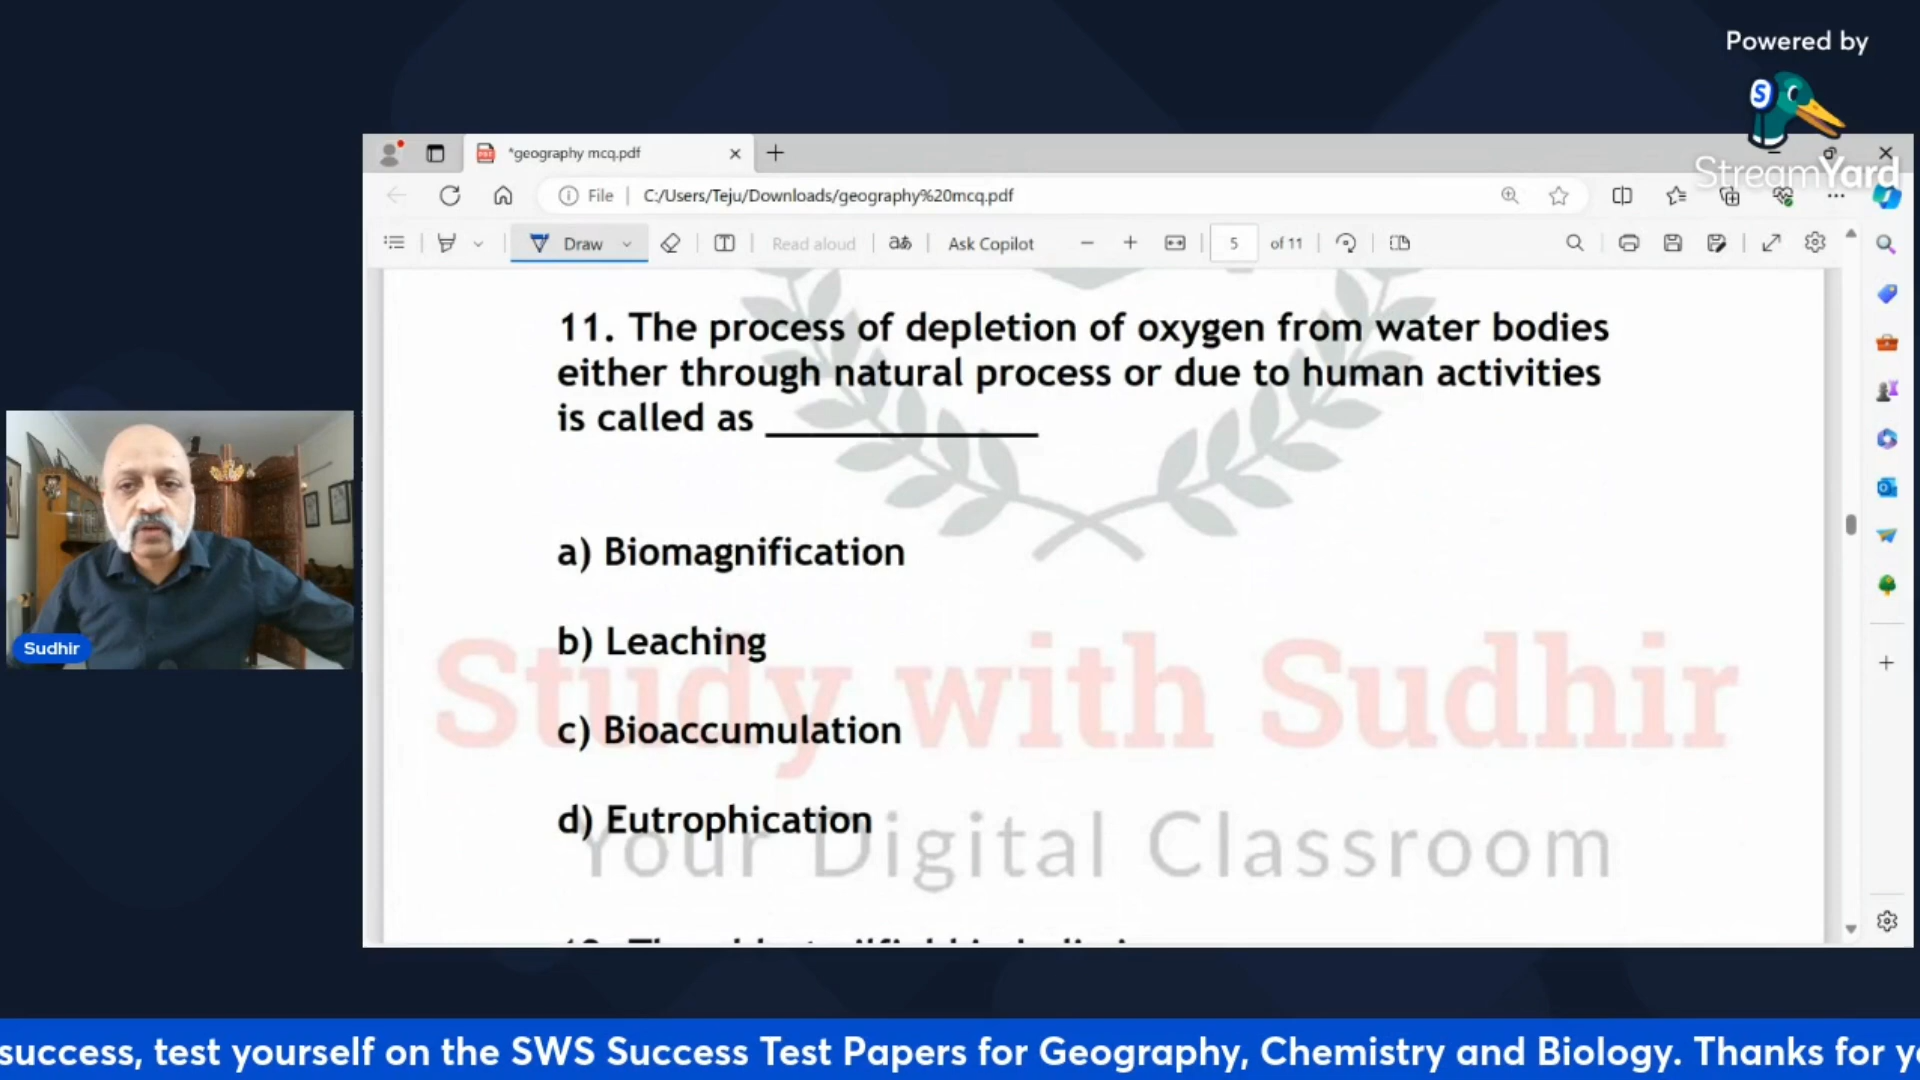 Powered by
StreamYard
*geography mcq.pdf
File
C:/Users/Teju/Downloads/geography%20mcq.pdf
Draw
Read aloud
Ask Copilot
5 of 11
11. The process of depletion of oxygen from water bodies
either through natural process or due to human activities
is called as ____________
a) Biomagnification
b) Leaching
c) Bioaccumulation
d) Eutrophication
Study with Sudhir
Your Digital Classroom
Sudhir
success, test yourself on the SWS Success Test Papers for Geography, Chemistry and Biology. Thanks for